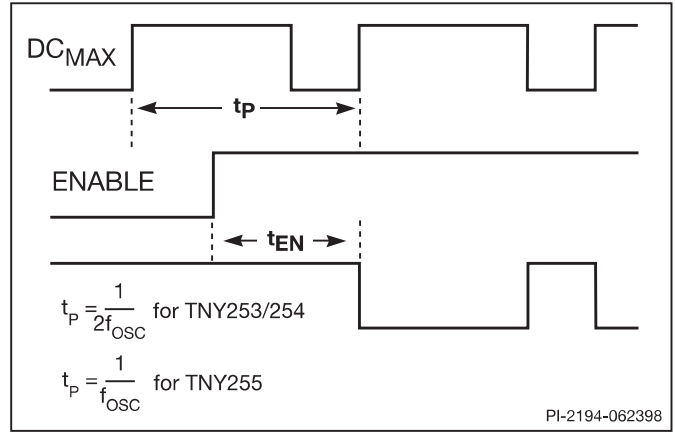 DCMAX
tP
ENABLE
tEN
tP = 1/2fOSC for TNY253/254
tP = 1/fOSC for TNY255
PI-2194-062398